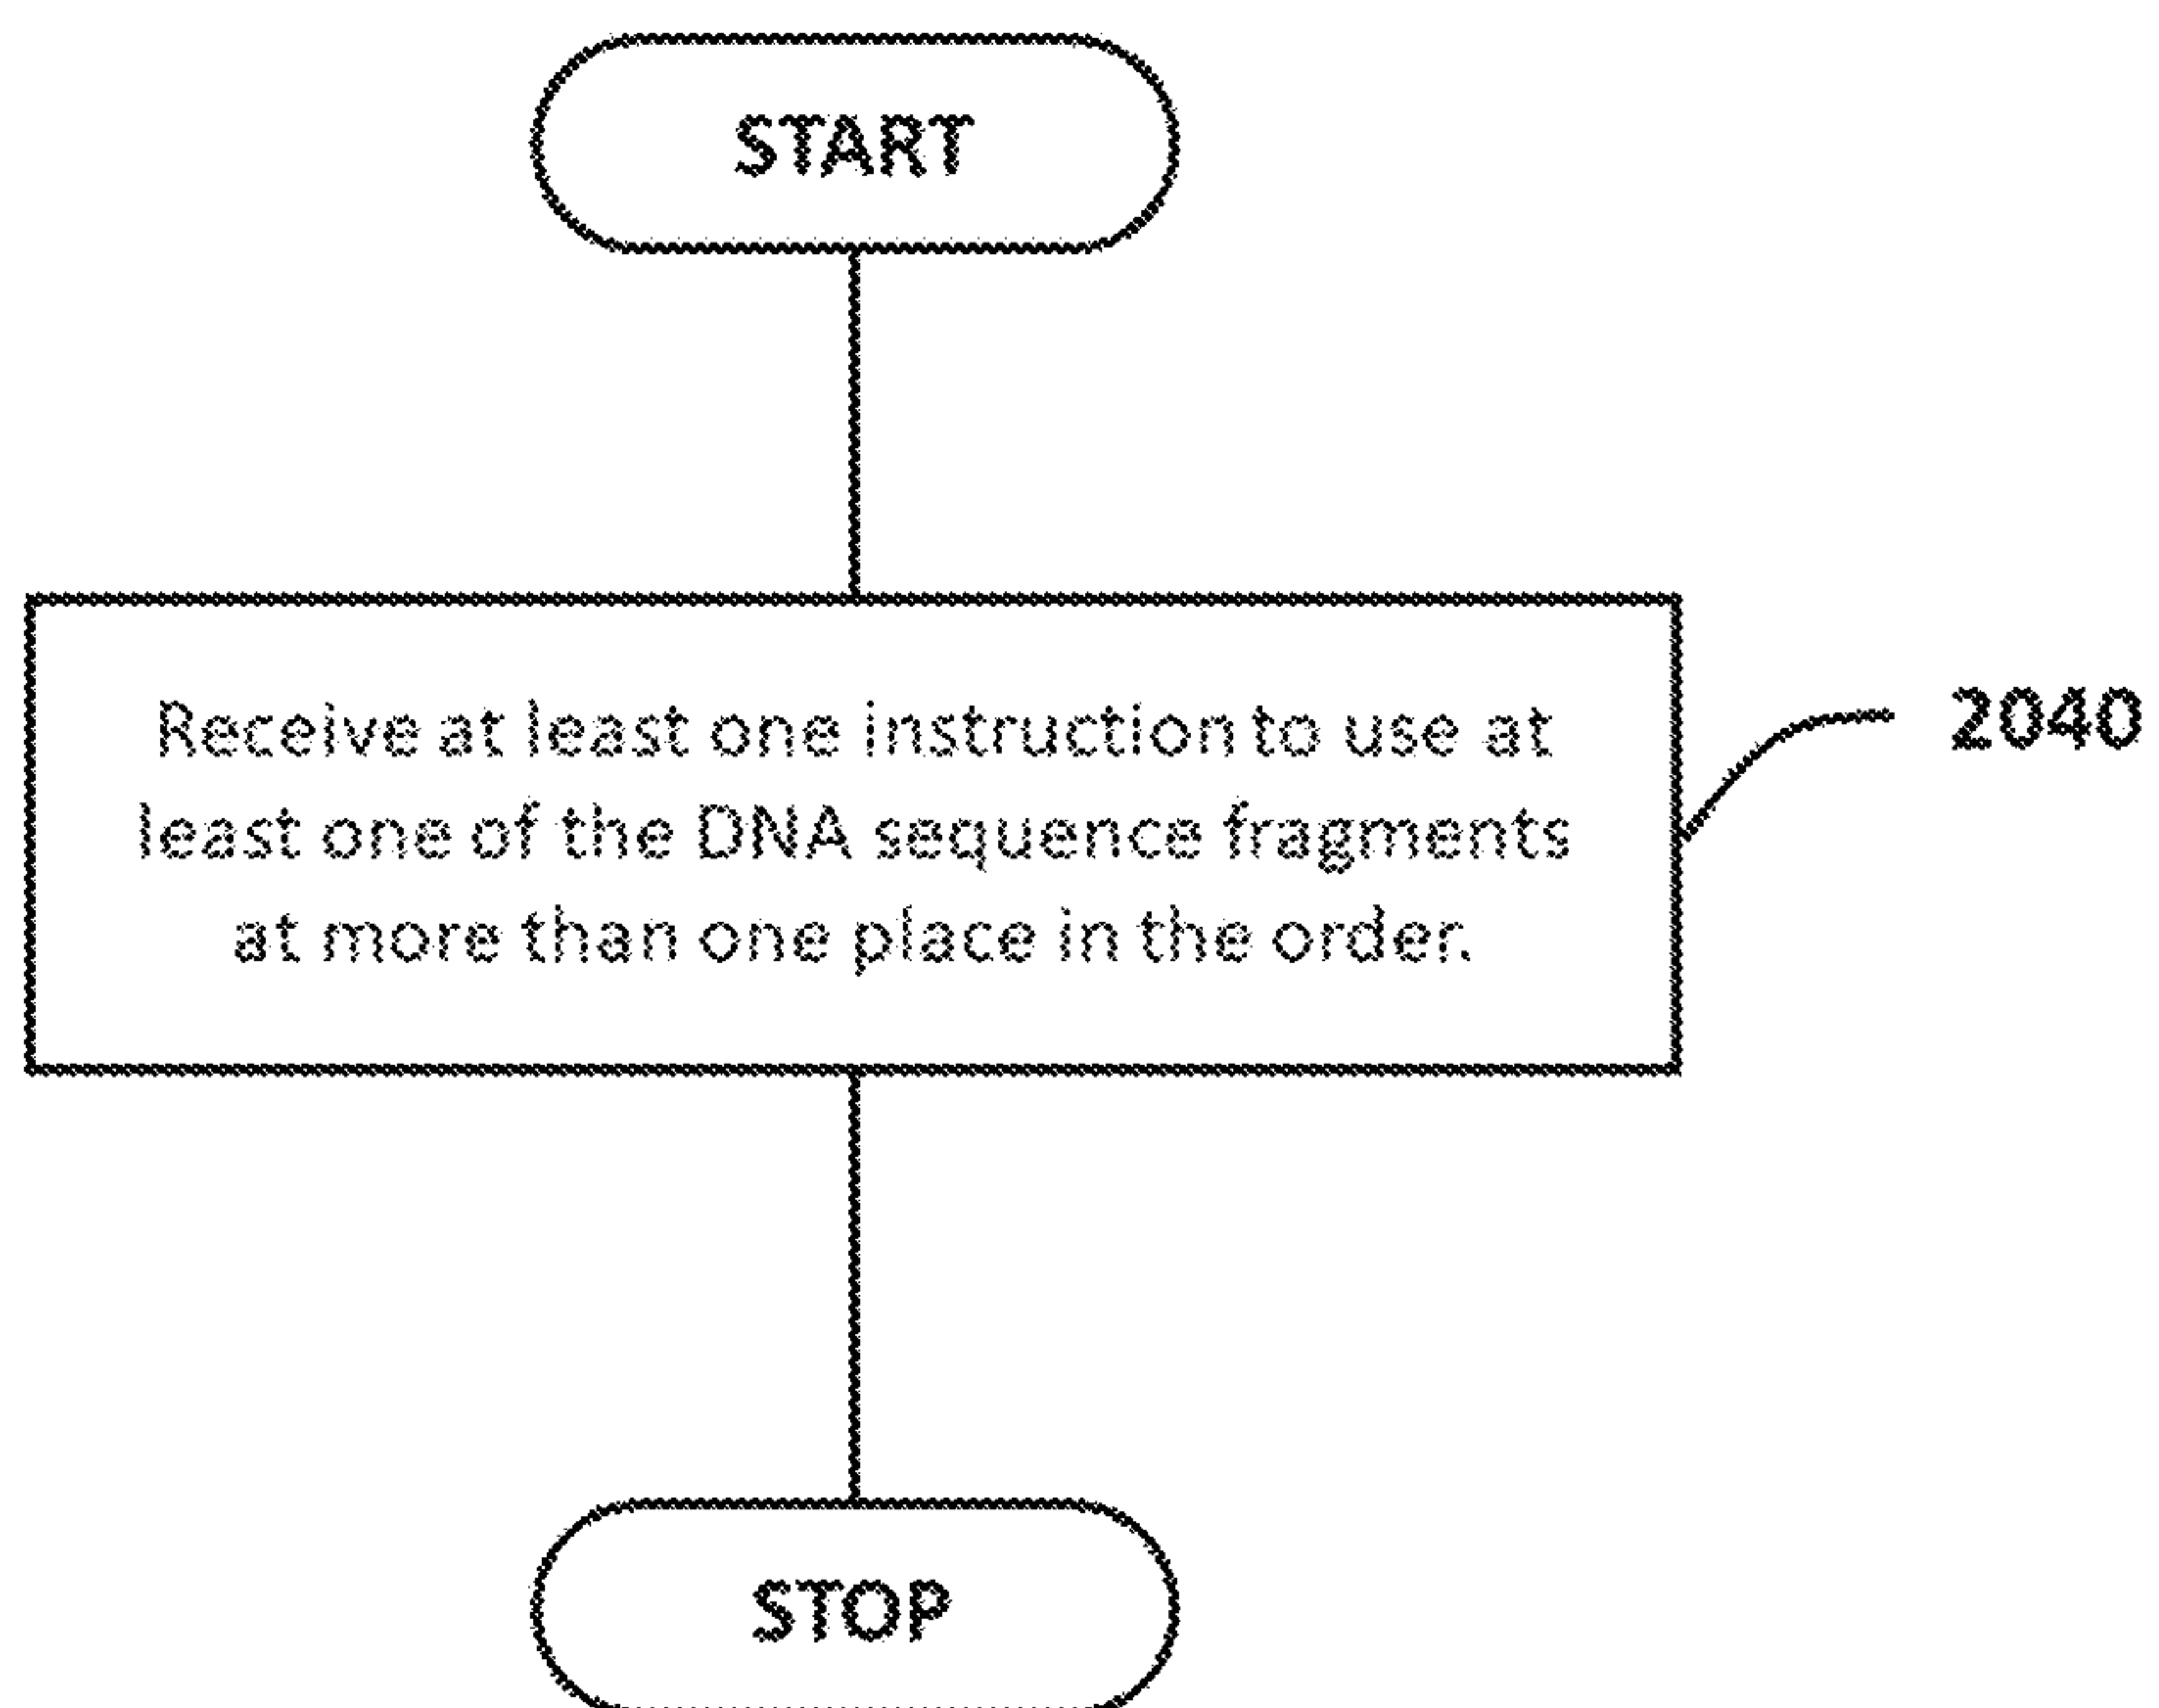 START
Receive at least one instruction to use at
least one of the DNA sequence fragments
at more than one place in the order.
2040
STOP